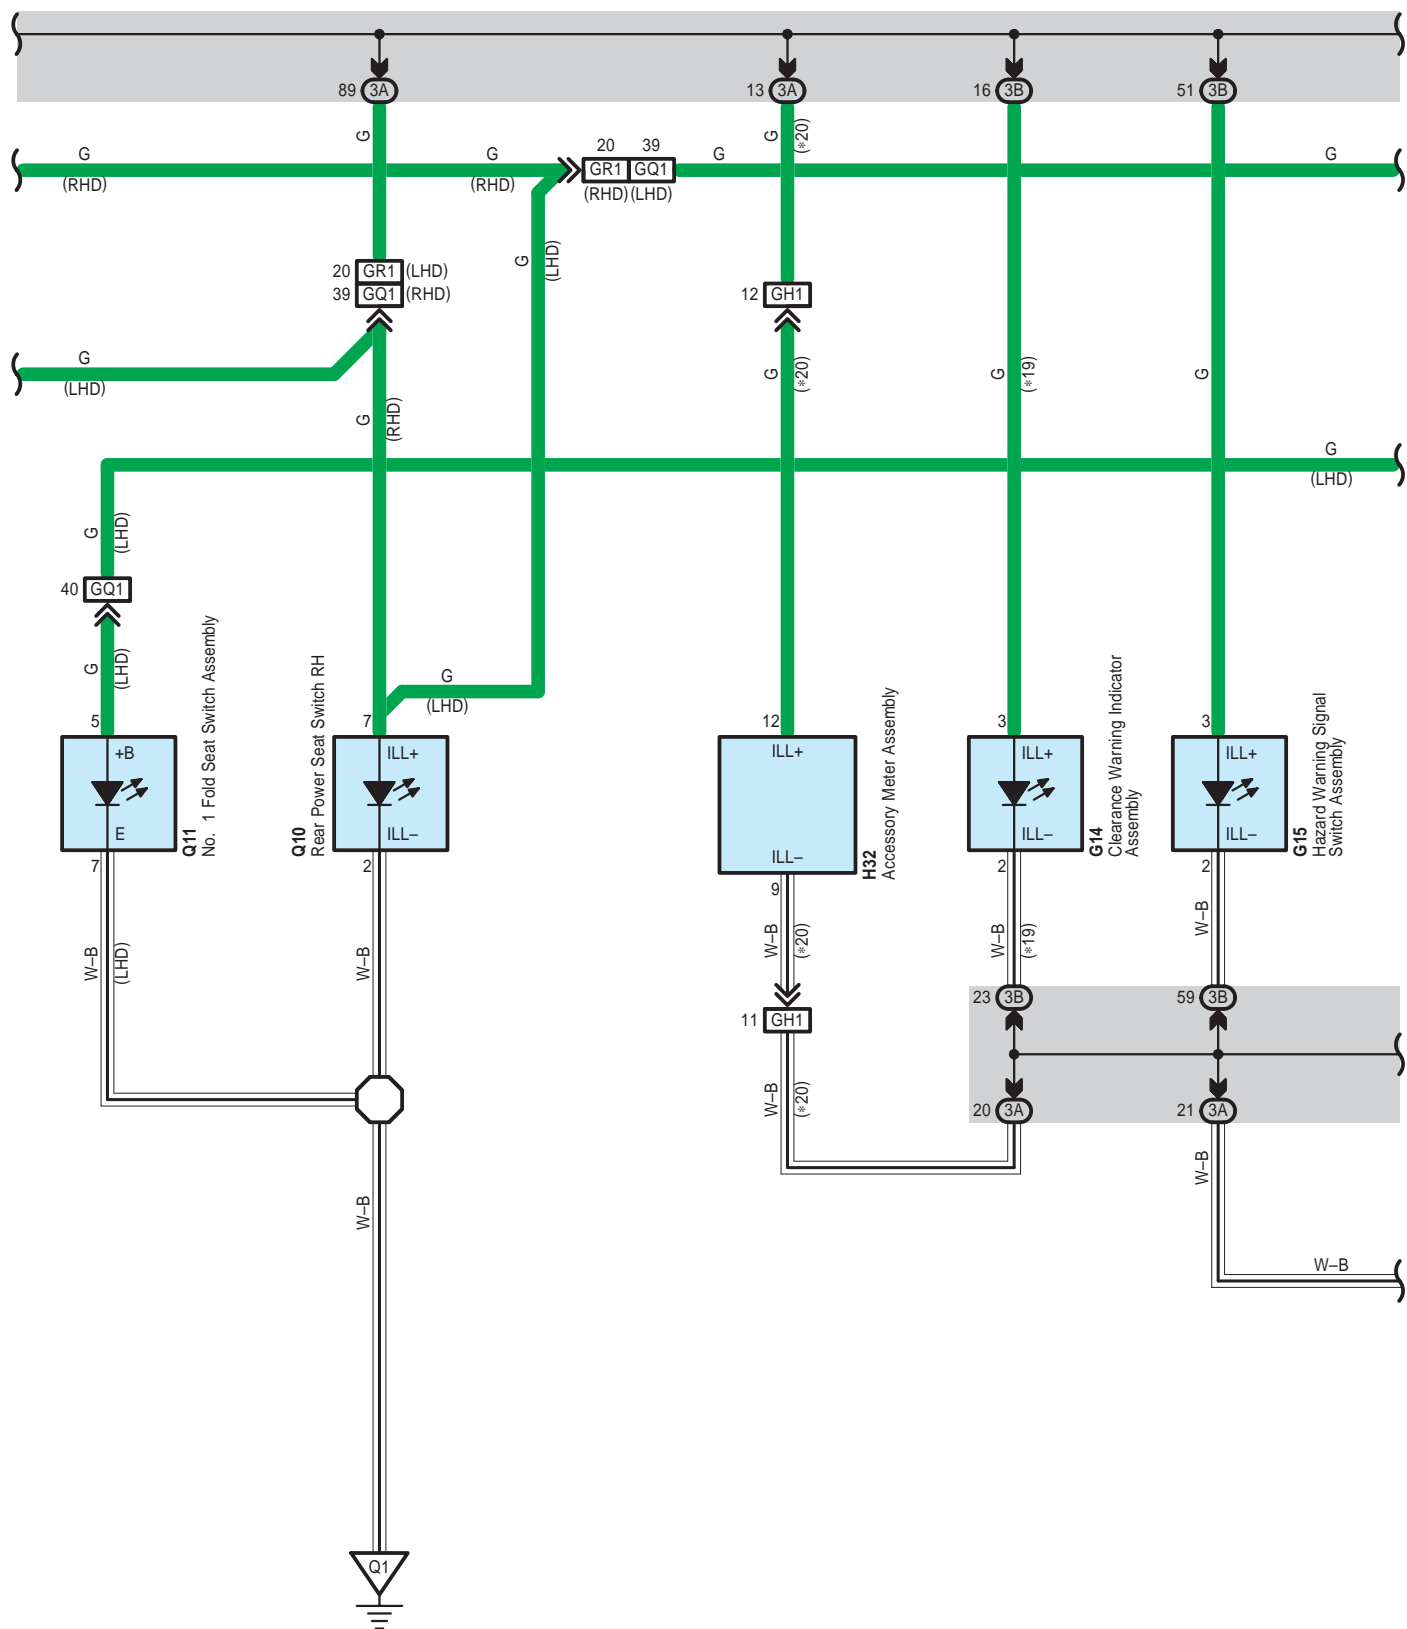 89 3A
13 3A
16 3B
51 3B
G
G
(*20)
G
(RHD)
G
(RHD)
20 39
GR1 GQ1
(RHD) (LHD)
G
G
G
(LHD)
20 GR1 (LHD)
39 GQ1 (RHD)
12 GH1
G
(LHD)
G
(RHD)
G
(*20)
G
(*19)
G
G
(LHD)
G
(LHD)
40 GQ1
G
(LHD)
G
(LHD)
5
+B
E
7
Q11
No. 1 Fold Seat Switch Assembly
7
ILL+
ILL–
2
Q10
Rear Power Seat Switch RH
12
ILL+
ILL–
9
H32
Accessory Meter Assembly
3
ILL+
ILL–
2
G14
Clearance Warning Indicator
Assembly
3
ILL+
ILL–
2
G15
Hazard Warning Signal
Switch Assembly
W–B
(LHD)
W–B
W–B
(*20)
W–B
(*19)
W–B
23 3B
59 3B
11 GH1
W–B
(*20)
20 3A
21 3A
W–B
W–B
W–B
Q1